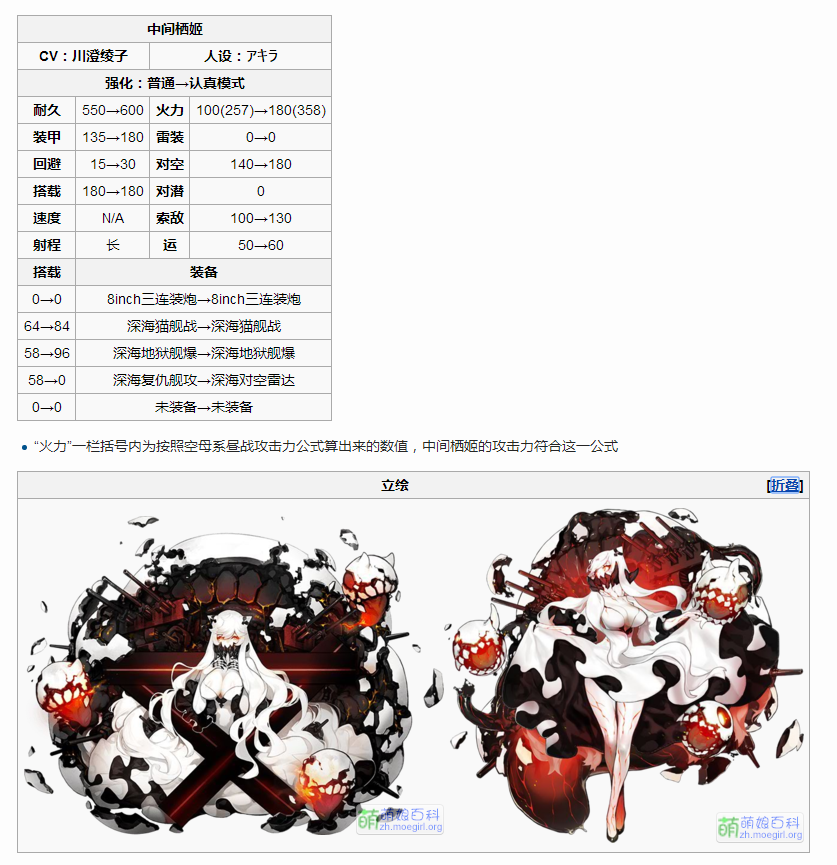 中间栖姬
CV：川澄绫子 人设：アキラ
强化：普通→认真模式
耐久 550→600 火力 100(257)→180(358)
装甲 135→180 雷装 0→0
回避 15→30 对空 140→180
搭载 180→180 对潜 0
速度 N/A 索敌 100→130
射程 长 运 50→60
搭载 装备
0→0 8inch三连装炮→8inch三连装炮
64→84 深海猫舰战→深海猫舰战
58→96 深海地狱舰爆→深海地狱舰爆
58→0 深海复仇舰攻→深海对空雷达
0→0 未装备→未装备
“火力”一栏括号内为按照空母系昼战攻击力公式算出来的数值，中间栖姬的攻击力符合这一公式
立绘 [折叠]
萌 萌娘百科
zh.moegirl.org
萌 萌娘百科
zh.moegirl.org